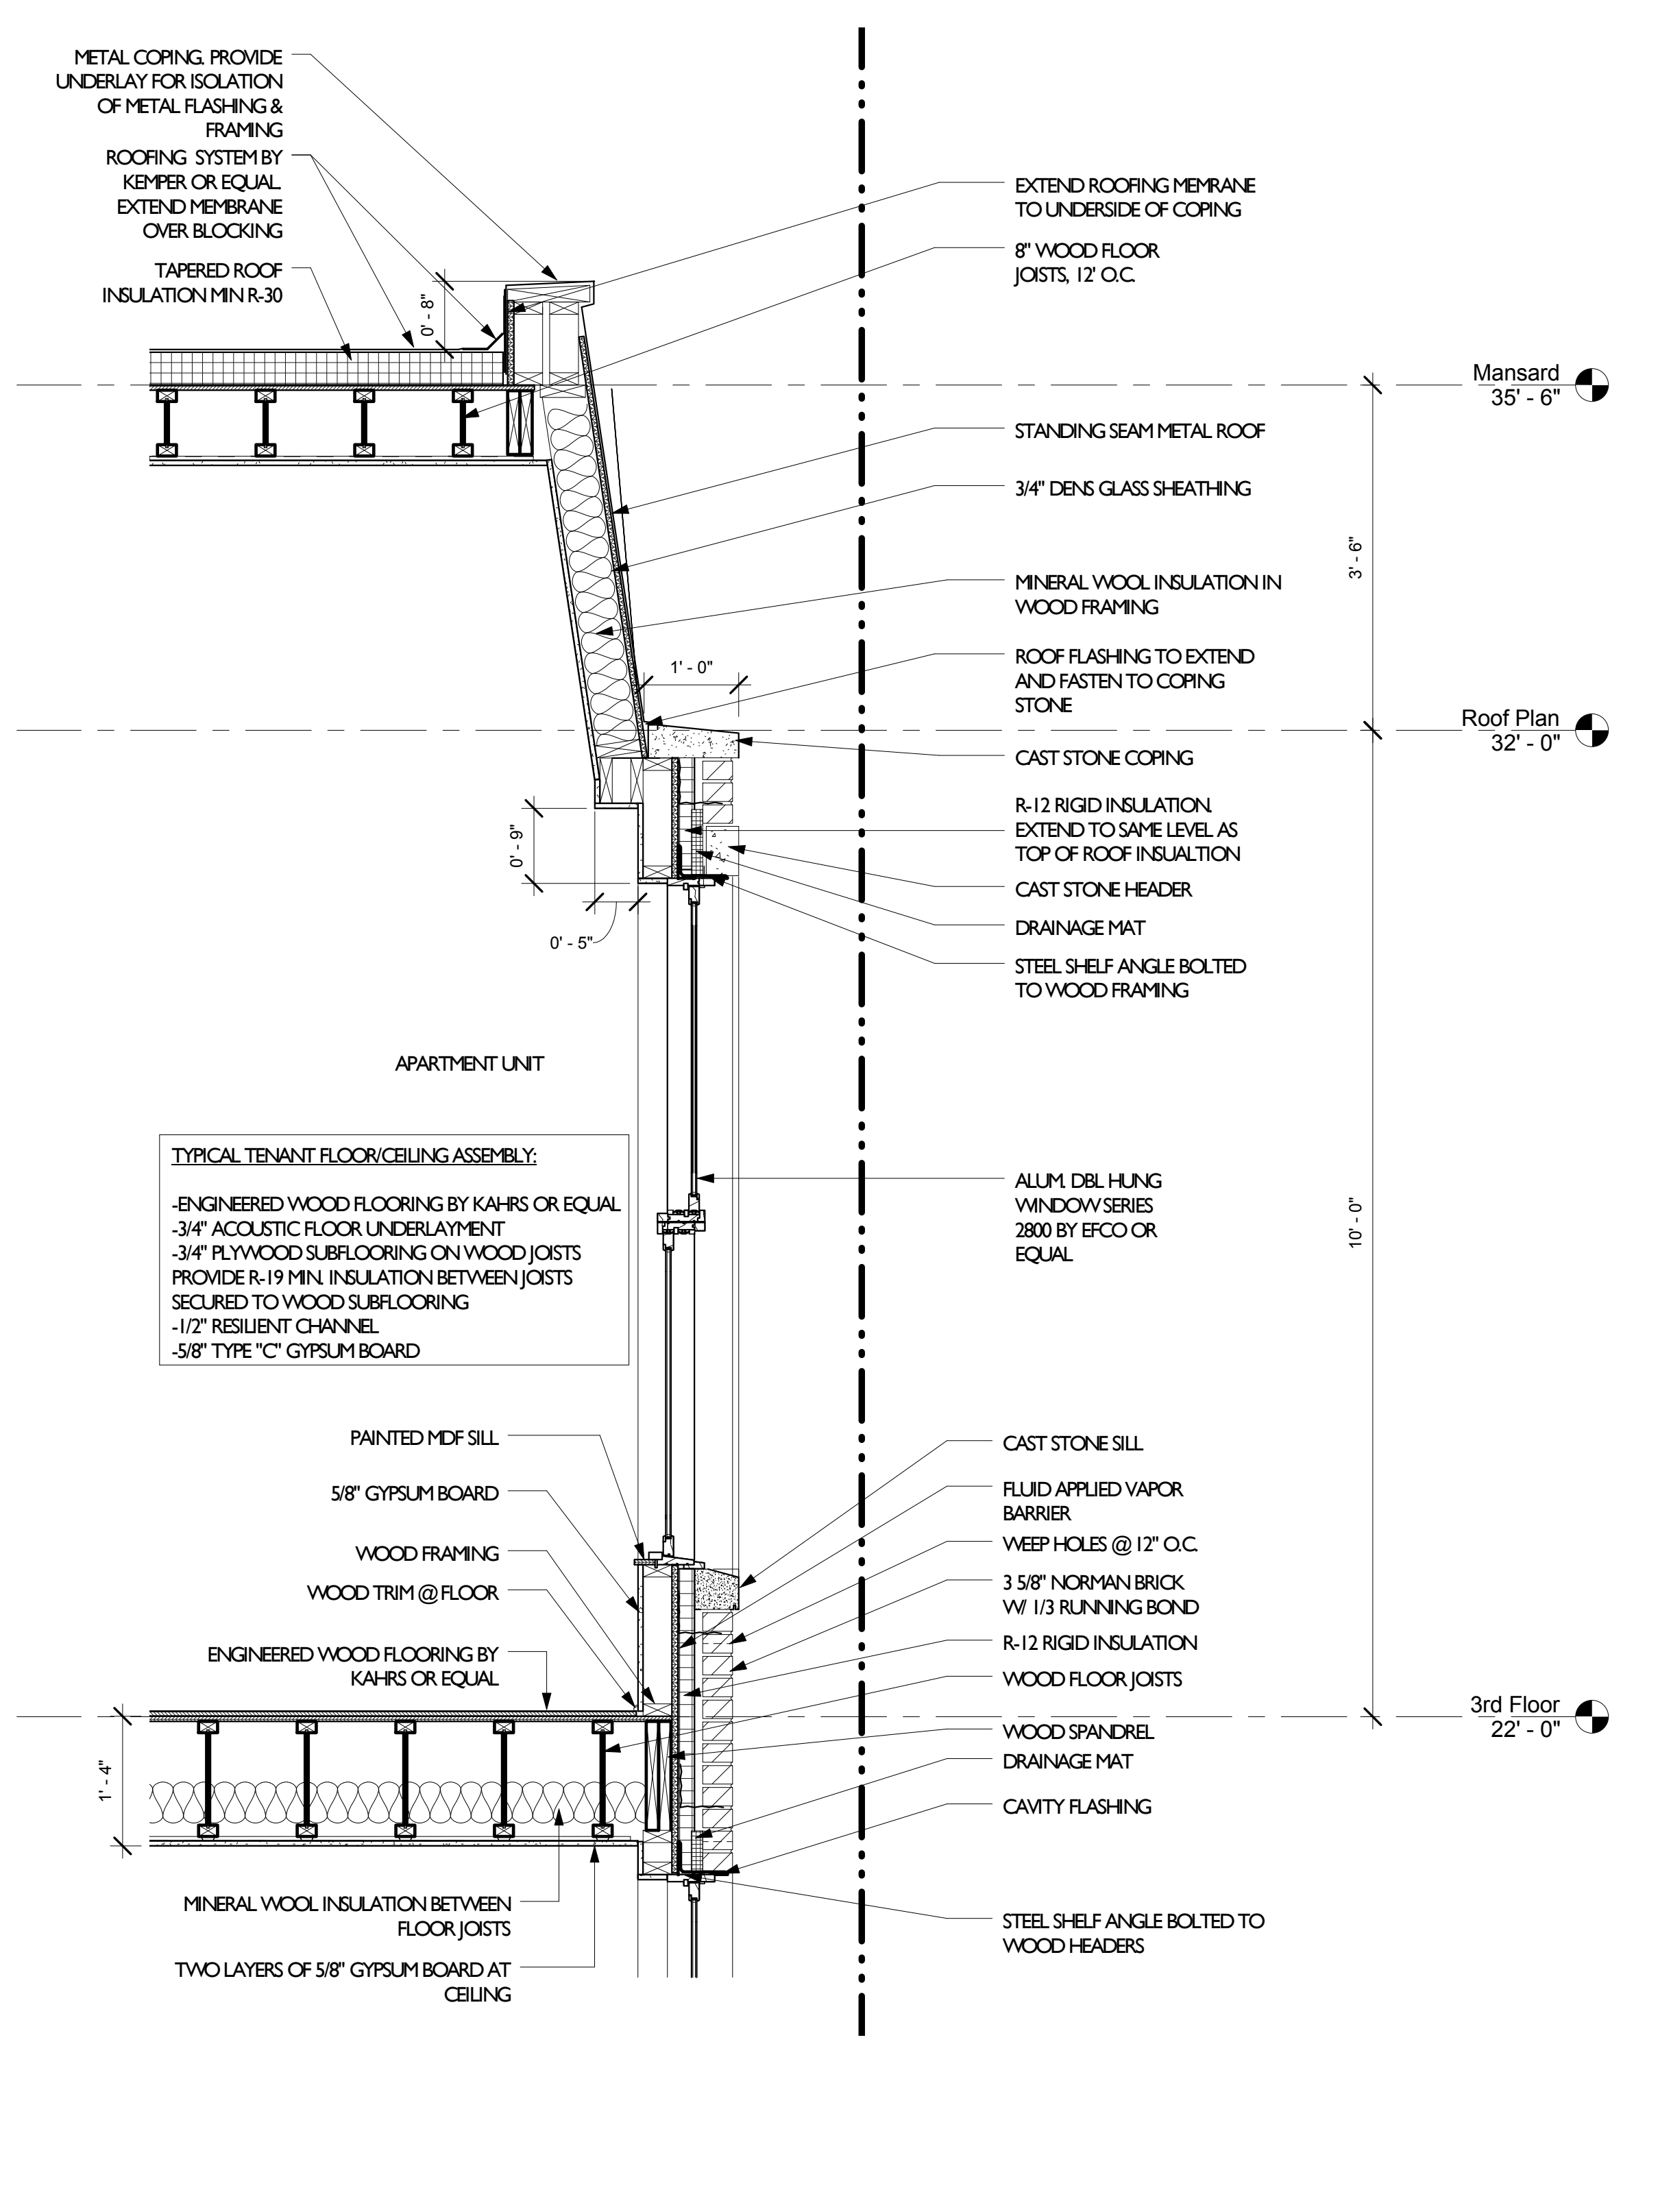 METAL COPING. PROVIDE
UNDERLAY FOR ISOLATION
OF METAL FLASHING &
FRAMING
ROOFING SYSTEM BY
KEMPER OR EQUAL.
EXTEND MEMBRANE
OVER BLOCKING
TAPERED ROOF
INSULATION MIN R-30
0' - 8"
EXTEND ROOFING MEMRANE
TO UNDERSIDE OF COPING
8" WOOD FLOOR
JOISTS, 12' O.C.
Mansard
35' - 6"
STANDING SEAM METAL ROOF
3/4" DENS GLASS SHEATHING
MINERAL WOOL INSULATION IN
WOOD FRAMING
3' - 6"
ROOF FLASHING TO EXTEND
AND FASTEN TO COPING
STONE
1' - 0"
Roof Plan
32' - 0"
CAST STONE COPING
R-12 RIGID INSULATION.
EXTEND TO SAME LEVEL AS
TOP OF ROOF INSUALTION
CAST STONE HEADER
DRAINAGE MAT
STEEL SHELF ANGLE BOLTED
TO WOOD FRAMING
0' - 9"
0' - 5"
APARTMENT UNIT
TYPICAL TENANT FLOOR/CEILING ASSEMBLY:
-ENGINEERED WOOD FLOORING BY KAHRS OR EQUAL
-3/4" ACOUSTIC FLOOR UNDERLAYMENT
-3/4" PLYWOOD SUBFLOORING ON WOOD JOISTS
PROVIDE R-19 MIN. INSULATION BETWEEN JOISTS
SECURED TO WOOD SUBFLOORING
-1/2" RESILIENT CHANNEL
-5/8" TYPE "C" GYPSUM BOARD
ALUM. DBL HUNG
WINDOW SERIES
2800 BY EFCO OR
EQUAL
10' - 0"
PAINTED MDF SILL
5/8" GYPSUM BOARD
WOOD FRAMING
WOOD TRIM @ FLOOR
ENGINEERED WOOD FLOORING BY
KAHRS OR EQUAL
CAST STONE SILL
FLUID APPLIED VAPOR
BARRIER
WEEP HOLES @ 12" O.C.
3 5/8" NORMAN BRICK
W/ 1/3 RUNNING BOND
R-12 RIGID INSULATION
WOOD FLOOR JOISTS
3rd Floor
22' - 0"
WOOD SPANDREL
DRAINAGE MAT
CAVITY FLASHING
1' - 4"
MINERAL WOOL INSULATION BETWEEN
FLOOR JOISTS
TWO LAYERS OF 5/8" GYPSUM BOARD AT
CEILING
STEEL SHELF ANGLE BOLTED TO
WOOD HEADERS